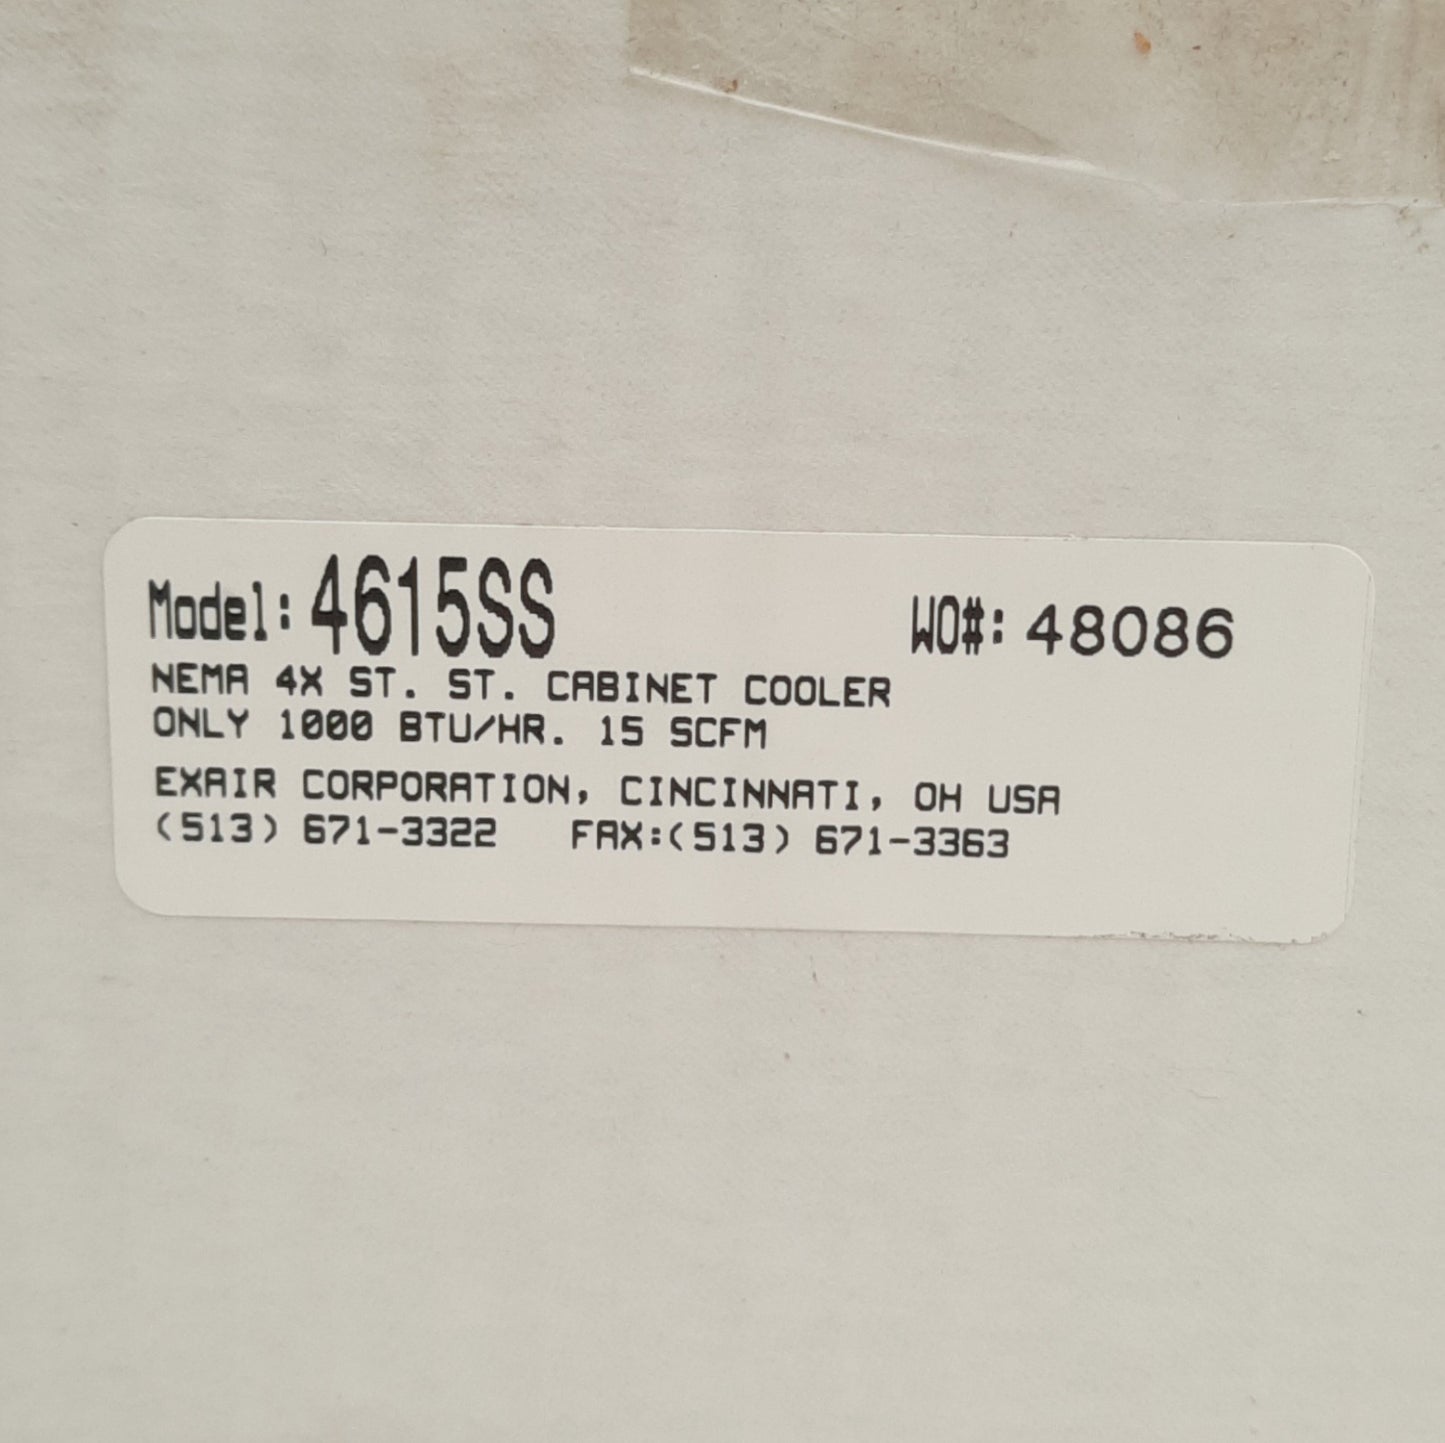 Model: 4615SS WO#: 48086
NEMA 4X ST. ST. CABINET COOLER
ONLY 1000 BTU/HR. 15 SCFM
EXAIR CORPORATION, CINCINNATI, OH USA
(513) 671-3322 FAX:(513) 671-3363